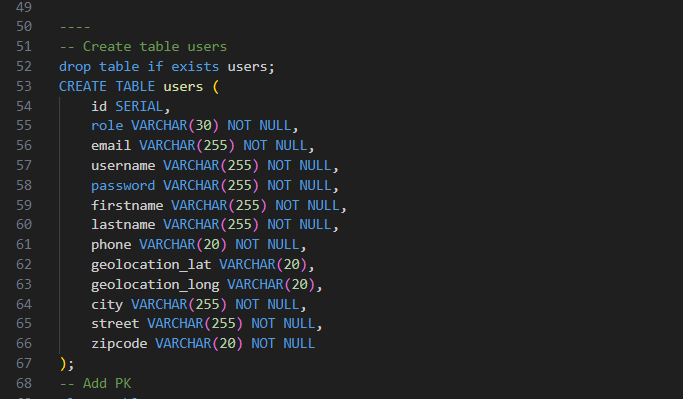 49
50 ----
51 -- Create table users
52 drop table if exists users;
53 CREATE TABLE users (
54 id SERIAL,
55 role VARCHAR(30) NOT NULL,
56 email VARCHAR(255) NOT NULL,
57 username VARCHAR(255) NOT NULL,
58 password VARCHAR(255) NOT NULL,
59 firstname VARCHAR(255) NOT NULL,
60 lastname VARCHAR(255) NOT NULL,
61 phone VARCHAR(20) NOT NULL,
62 geolocation_lat VARCHAR(20),
63 geolocation_long VARCHAR(20),
64 city VARCHAR(255) NOT NULL,
65 street VARCHAR(255) NOT NULL,
66 zipcode VARCHAR(20) NOT NULL
67 );
68 -- Add PK